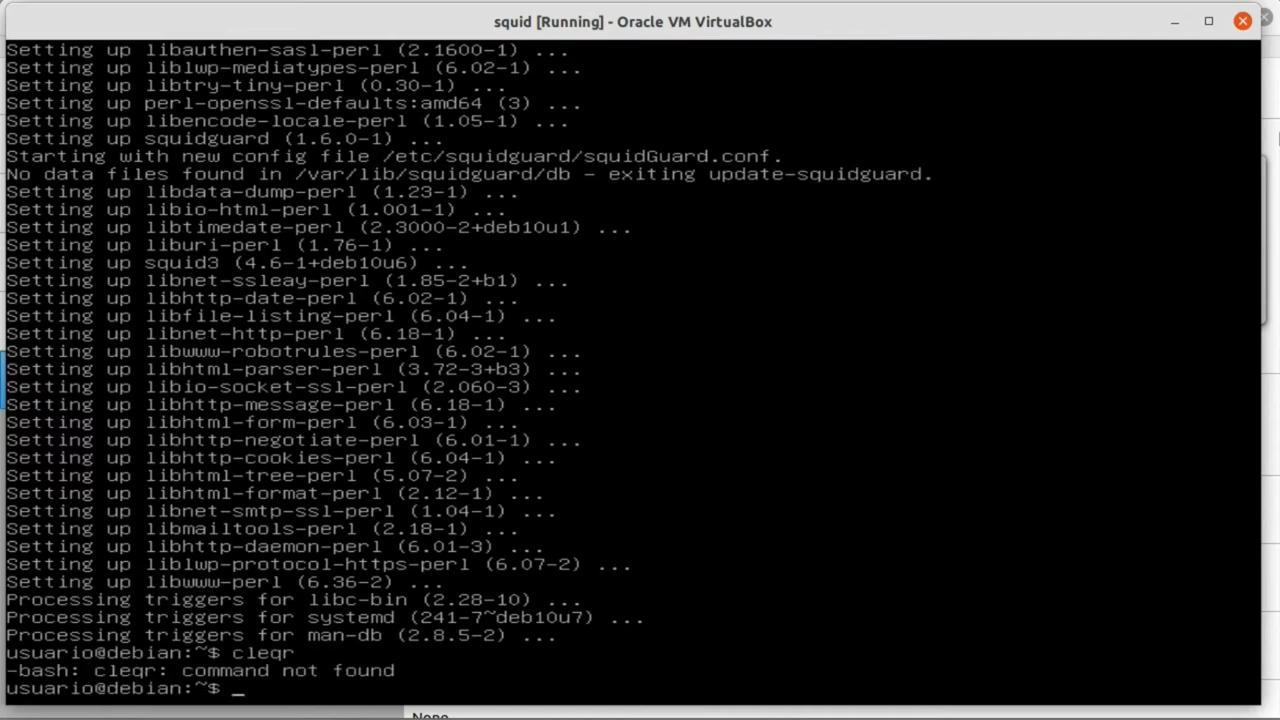 squid [Running] - Oracle VM VirtualBox
Setting up libauthen-sasl-perl (2.1600-1) ...
Setting up liblwp-mediatypes-perl (6.02-1) ...
Setting up libtry-tiny-perl (0.30-1) ...
Setting up perl-openssl-defaults:amd64 (3) ...
Setting up libencode-locale-perl (1.05-1) ...
Setting up squidguard (1.6.0-1) ...
Starting with new config file /etc/squidguard/squidGuard.conf.
No data files found in /var/lib/squidguard/db - exiting update-squidguard.
Setting up libdata-dump-perl (1.23-1) ...
Setting up libio-html-perl (1.001-1) ...
Setting up libtimedate-perl (2.3000-2+deb10u1) ...
Setting up liburi-perl (1.76-1) ...
Setting up squid3 (4.6-1+deb10u6) ...
Setting up libnet-ssleay-perl (1.85-2+b1) ...
Setting up libhttp-date-perl (6.02-1) ...
Setting up libfile-listing-perl (6.04-1) ...
Setting up libnet-http-perl (6.18-1) ...
Setting up libwww-robotrules-perl (6.02-1) ...
Setting up libhtml-parser-perl (3.72-3+b3) ...
Setting up libio-socket-ssl-perl (2.060-3) ...
Setting up libhttp-message-perl (6.18-1) ...
Setting up libhtml-form-perl (6.03-1) ...
Setting up libhttp-negotiate-perl (6.01-1) ...
Setting up libhttp-cookies-perl (6.04-1) ...
Setting up libhtml-tree-perl (5.07-2) ...
Setting up libhtml-format-perl (2.12-1) ...
Setting up libnet-smtp-ssl-perl (1.04-1) ...
Setting up libmailtools-perl (2.18-1) ...
Setting up libhttp-daemon-perl (6.01-3) ...
Setting up liblwp-protocol-https-perl (6.07-2) ...
Setting up libwww-perl (6.36-2) ...
Processing triggers for libc-bin (2.28-10) ...
Processing triggers for systemd (241-7~deb10u7) ...
Processing triggers for man-db (2.8.5-2) ...
usuario@debian:~$ cleqr
-bash: cleqr: command not found
usuario@debian:~$ _
None